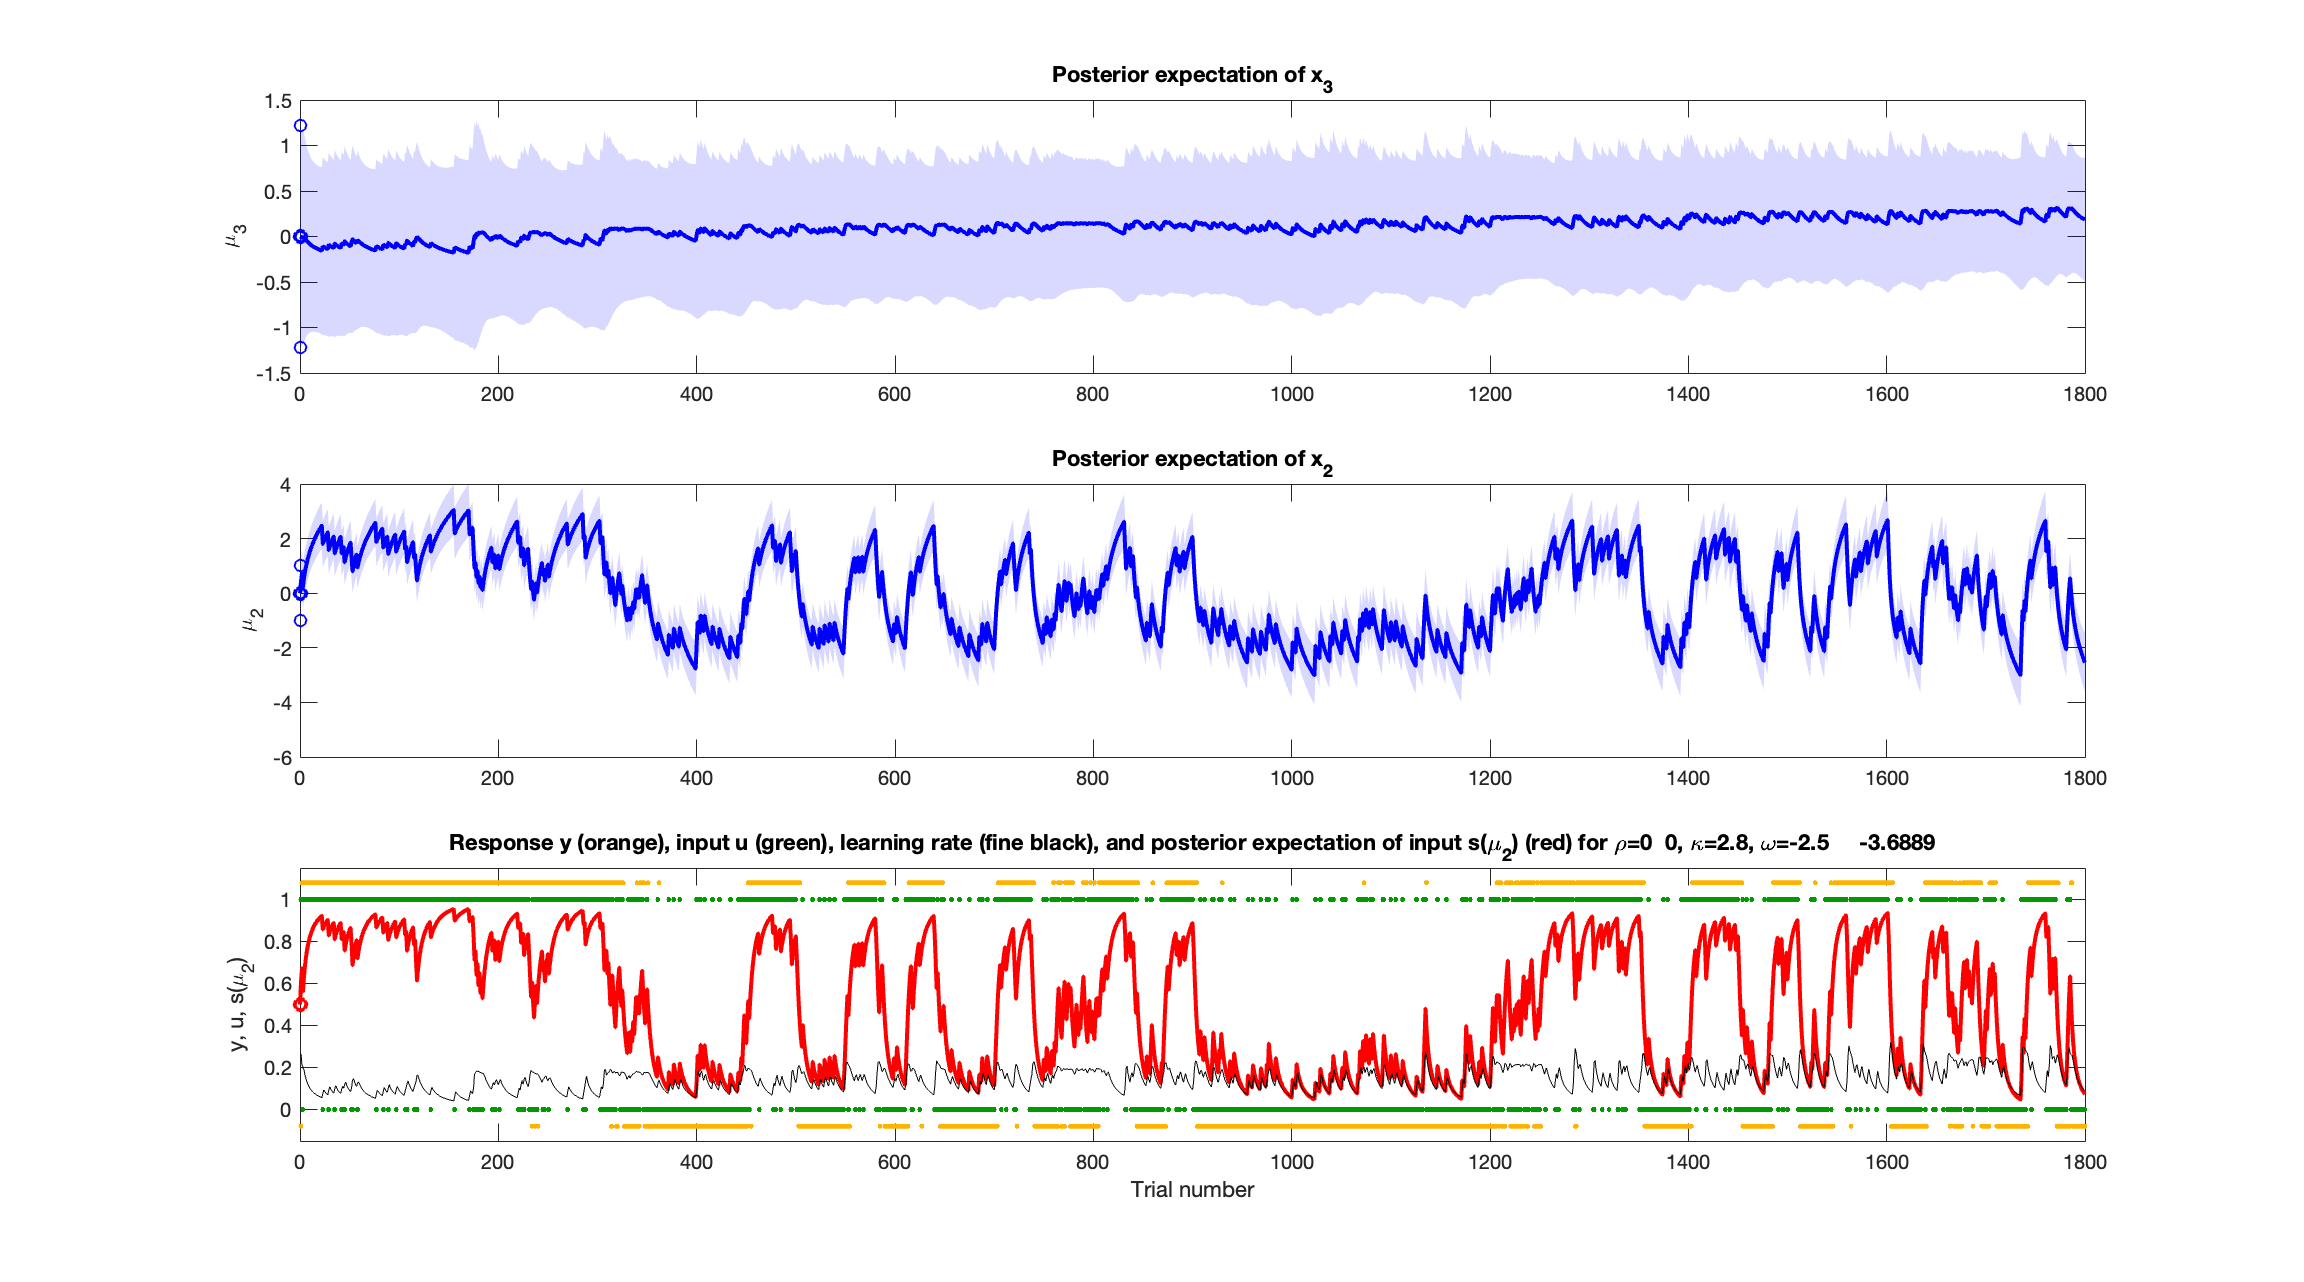 Posterior expectation of x3
1.5
1
0.5
0
-0.5
-1
-1.5
μ3
0 200 400 600 800 1000 1200 1400 1600 1800
Posterior expectation of x2
4
2
0
-2
-4
-6
μ2
0 200 400 600 800 1000 1200 1400 1600 1800
Response y (orange), input u (green), learning rate (fine black), and posterior expectation of input s(μ2) (red) for ρ=0 0, κ=2.8, ω=-2.5 -3.6889
1
0.8
0.6
0.4
0.2
0
y, u, s(μ2)
0 200 400 600 800 1000 1200 1400 1600 1800
Trial number